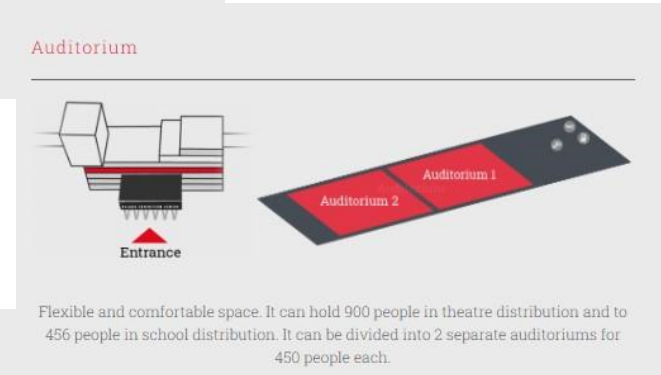 Auditorium
Auditorium 1
Auditorium 2
Entrance
Flexible and comfortable space. It can hold 900 people in theatre distribution and to
456 people in school distribution. It can be divided into 2 separate auditoriums for
450 people each.